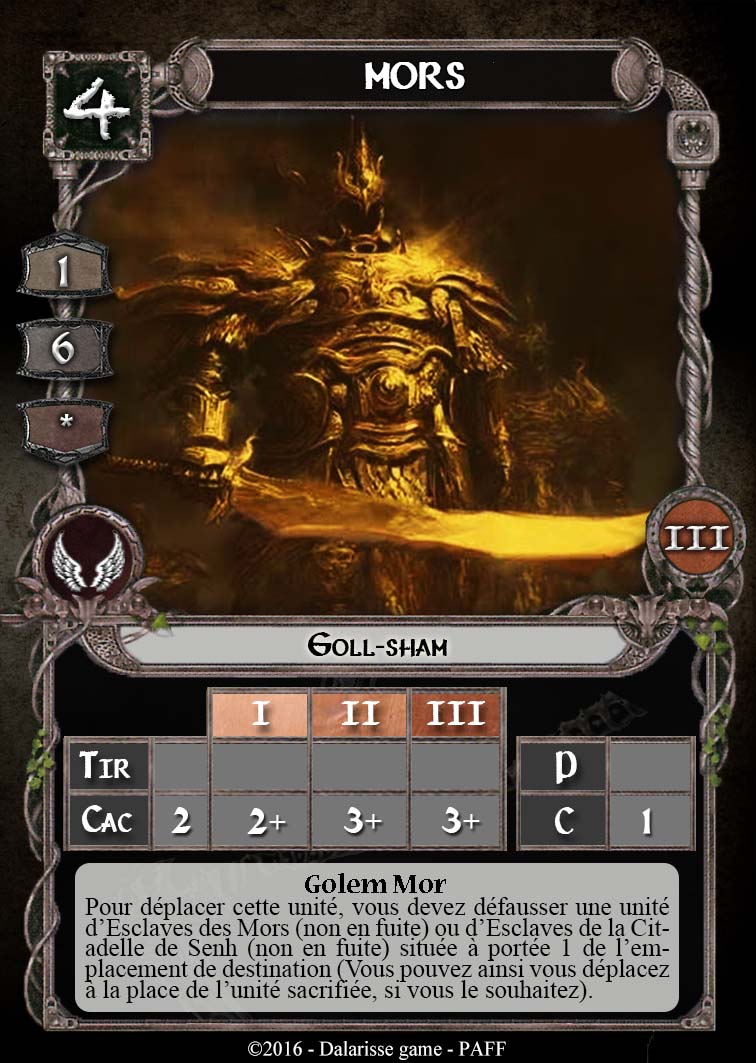 MORS
4
1
6
*
III
Goll-sham
I II III
Tir
Cac 2 2+ 3+ 3+
P
C 1
Golem Mor
Pour déplacer cette unité, vous devez défausser une unité
d'Esclaves des Mors (non en fuite) ou d'Esclaves de la Cit-
adelle de Senh (non en fuite) située à portée 1 de l'em-
placement de destination (Vous pouvez ainsi vous déplacez
à la place de l'unité sacrifiée, si vous le souhaitez).
©2016 - Dalarisse game - PAFF